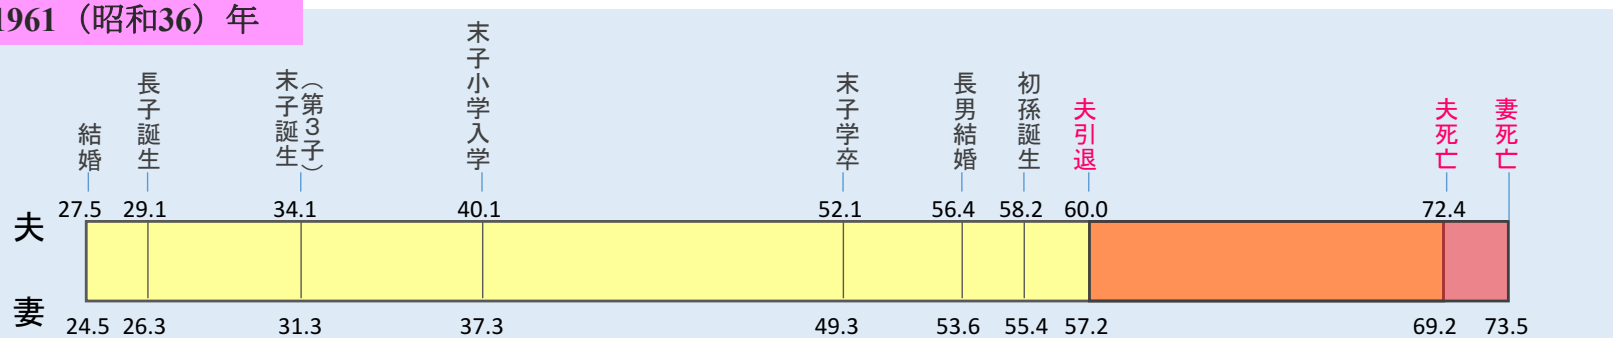 1961（昭和36）年
結婚
長子誕生
末子誕生
（第３子）
末子小学入学
末子学卒
長男結婚
初孫誕生
夫引退
夫死亡
妻死亡
夫
27.5 29.1 34.1 40.1 52.1 56.4 58.2 60.0 72.4
妻
24.5 26.3 31.3 37.3 49.3 53.6 55.4 57.2 69.2 73.5